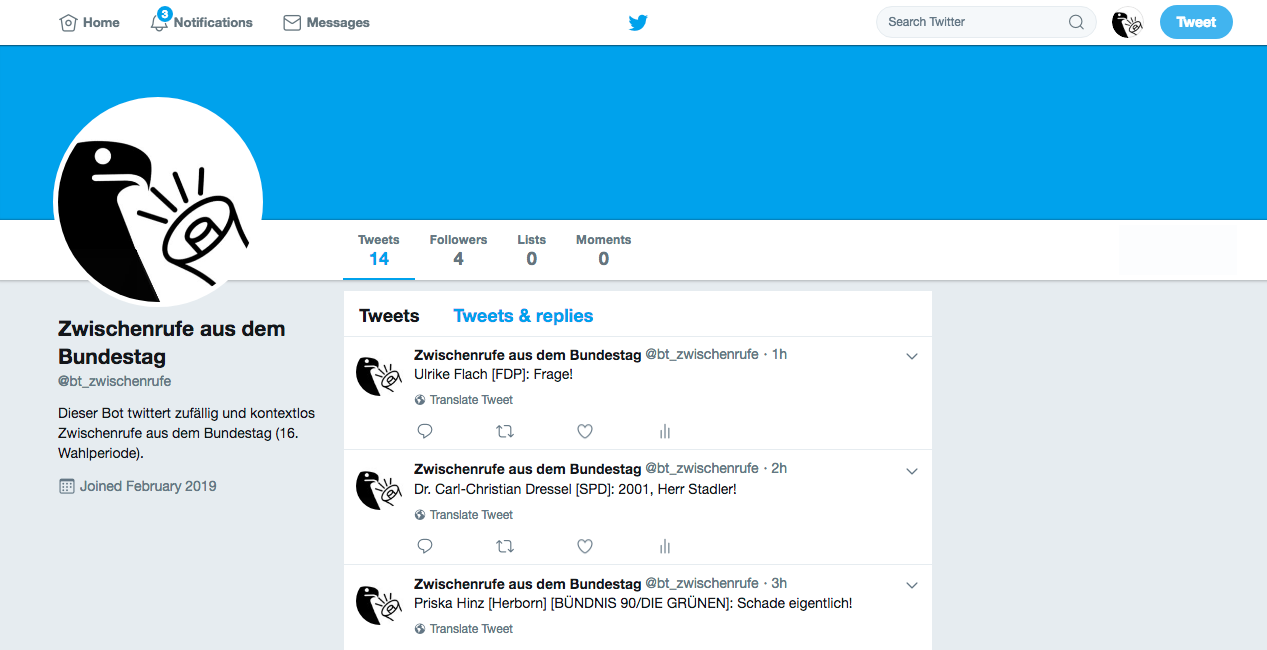 Home
3
Notifications
Messages
Search Twitter
Tweet
Tweets
14
Followers
4
Lists
0
Moments
0
Zwischenrufe aus dem
Bundestag
@bt_zwischenrufe
Dieser Bot twittert zufällig und kontextlos
Zwischenrufe aus dem Bundestag (16.
Wahlperiode).
Joined February 2019
Tweets
Tweets & replies
Zwischenrufe aus dem Bundestag @bt_zwischenrufe · 1h
Ulrike Flach [FDP]: Frage!
Translate Tweet
Zwischenrufe aus dem Bundestag @bt_zwischenrufe · 2h
Dr. Carl-Christian Dressel [SPD]: 2001, Herr Stadler!
Translate Tweet
Zwischenrufe aus dem Bundestag @bt_zwischenrufe · 3h
Priska Hinz [Herborn] [BÜNDNIS 90/DIE GRÜNEN]: Schade eigentlich!
Translate Tweet